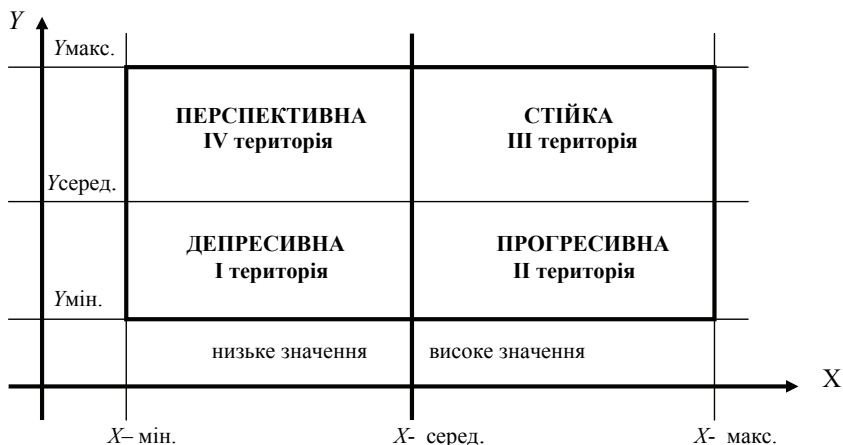 Y
Yмакс.
ПЕРСПЕКТИВНА
IV територія
СТІЙКА
III територія
Yсеред.
ДЕПРЕСИВНА
I територія
ПРОГРЕСИВНА
II територія
Yмін.
низьке значення
високе значення
X
X– мін.
X- серед.
X- макс.